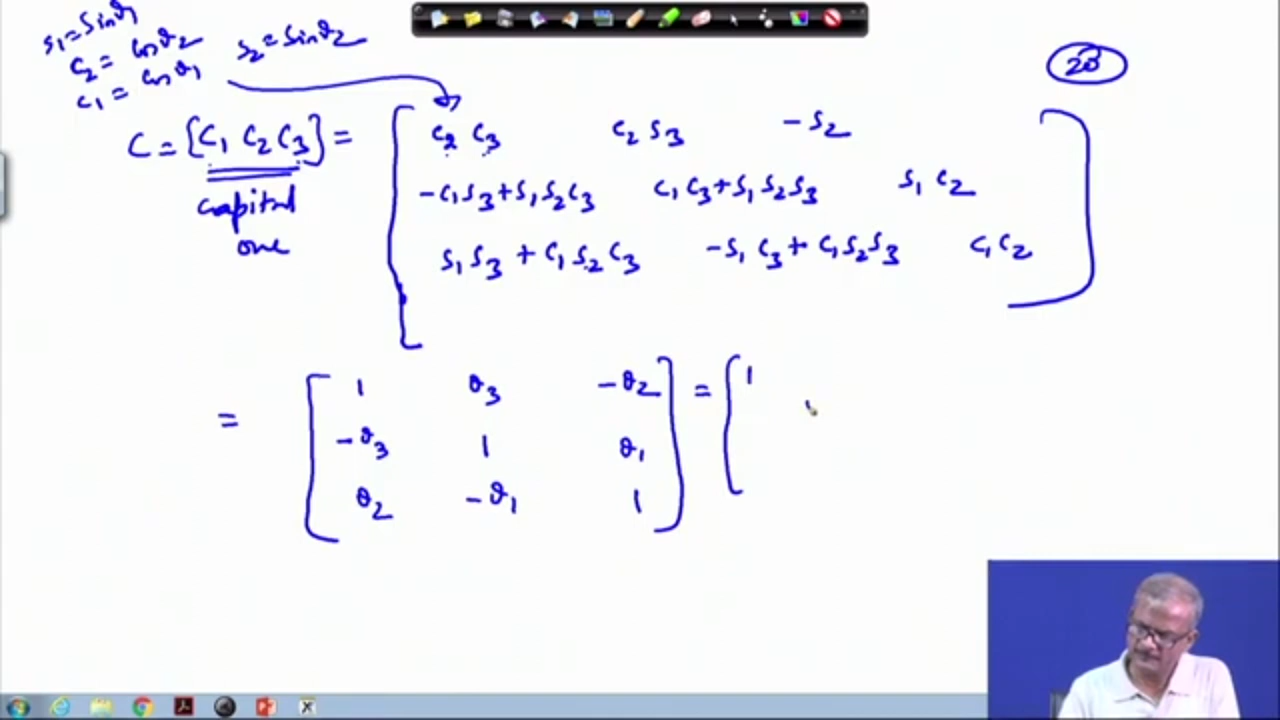 s₁ = Sinθ₁
c₂ = Cosθ₂ s₂ = Sinθ₂
c₁ = Cosθ₁
20
C = [C₁ C₂ C₃] =
capital
one
c₂ c₃ c₂ s₃ -s₂
-c₁s₃+s₁s₂c₃ c₁c₃+s₁s₂s₃ s₁c₂
s₁s₃ + c₁s₂c₃ -s₁c₃ + c₁s₂s₃ c₁c₂
= [ 1 θ₃ -θ₂ ] = [ 1
-θ₃ 1 θ₁
θ₂ -θ₁ 1